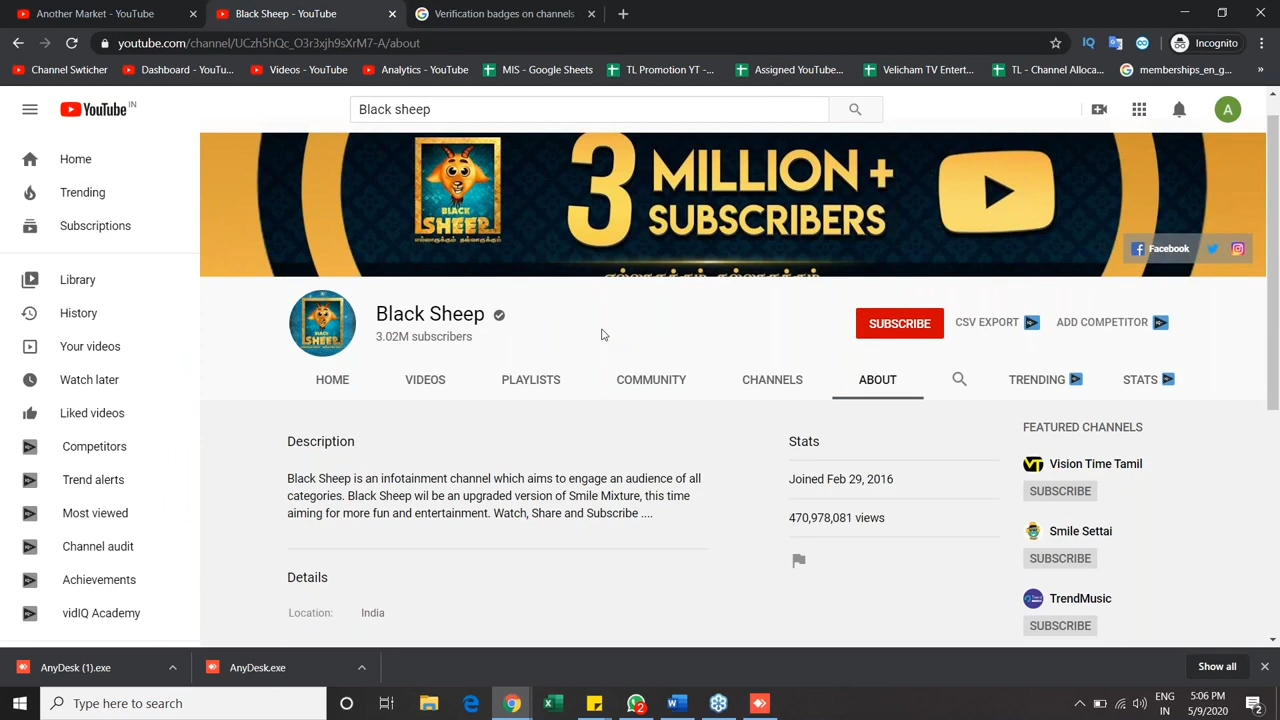 Another Market - YouTube
Black Sheep - YouTube
Verification badges on channels
youtube.com/channel/UCzh5hQc_O3r3xjh9sXrM7-A/about
IQ
Incognito
Channel Swticher
Dashboard - YouTu...
Videos - YouTube
Analytics - YouTube
MIS - Google Sheets
TL Promotion YT -...
Assigned YouTube...
Velicham TV Entert...
TL - Channel Alloca...
memberships_en_g...
YouTube IN
Black sheep
A
Home
Trending
Subscriptions
Library
History
Your videos
Watch later
Liked videos
Competitors
Trend alerts
Most viewed
Channel audit
Achievements
vidIQ Academy
BLACK
SHEEP
எல்லாருக்கும் நல்லாருக்கும்
3 MILLION +
SUBSCRIBERS
Facebook
Black Sheep
3.02M subscribers
SUBSCRIBE
CSV EXPORT
ADD COMPETITOR
HOME
VIDEOS
PLAYLISTS
COMMUNITY
CHANNELS
ABOUT
TRENDING
STATS
Description
Black Sheep is an infotainment channel which aims to engage an audience of all
categories. Black Sheep wil be an upgraded version of Smile Mixture, this time
aiming for more fun and entertainment. Watch, Share and Subscribe ....
Details
Location: India
Stats
Joined Feb 29, 2016
470,978,081 views
FEATURED CHANNELS
Vision Time Tamil
SUBSCRIBE
Smile Settai
SUBSCRIBE
TrendMusic
SUBSCRIBE
AnyDesk (1).exe
AnyDesk.exe
Show all
Type here to search
2
ENG
IN
5:06 PM
5/9/2020
2